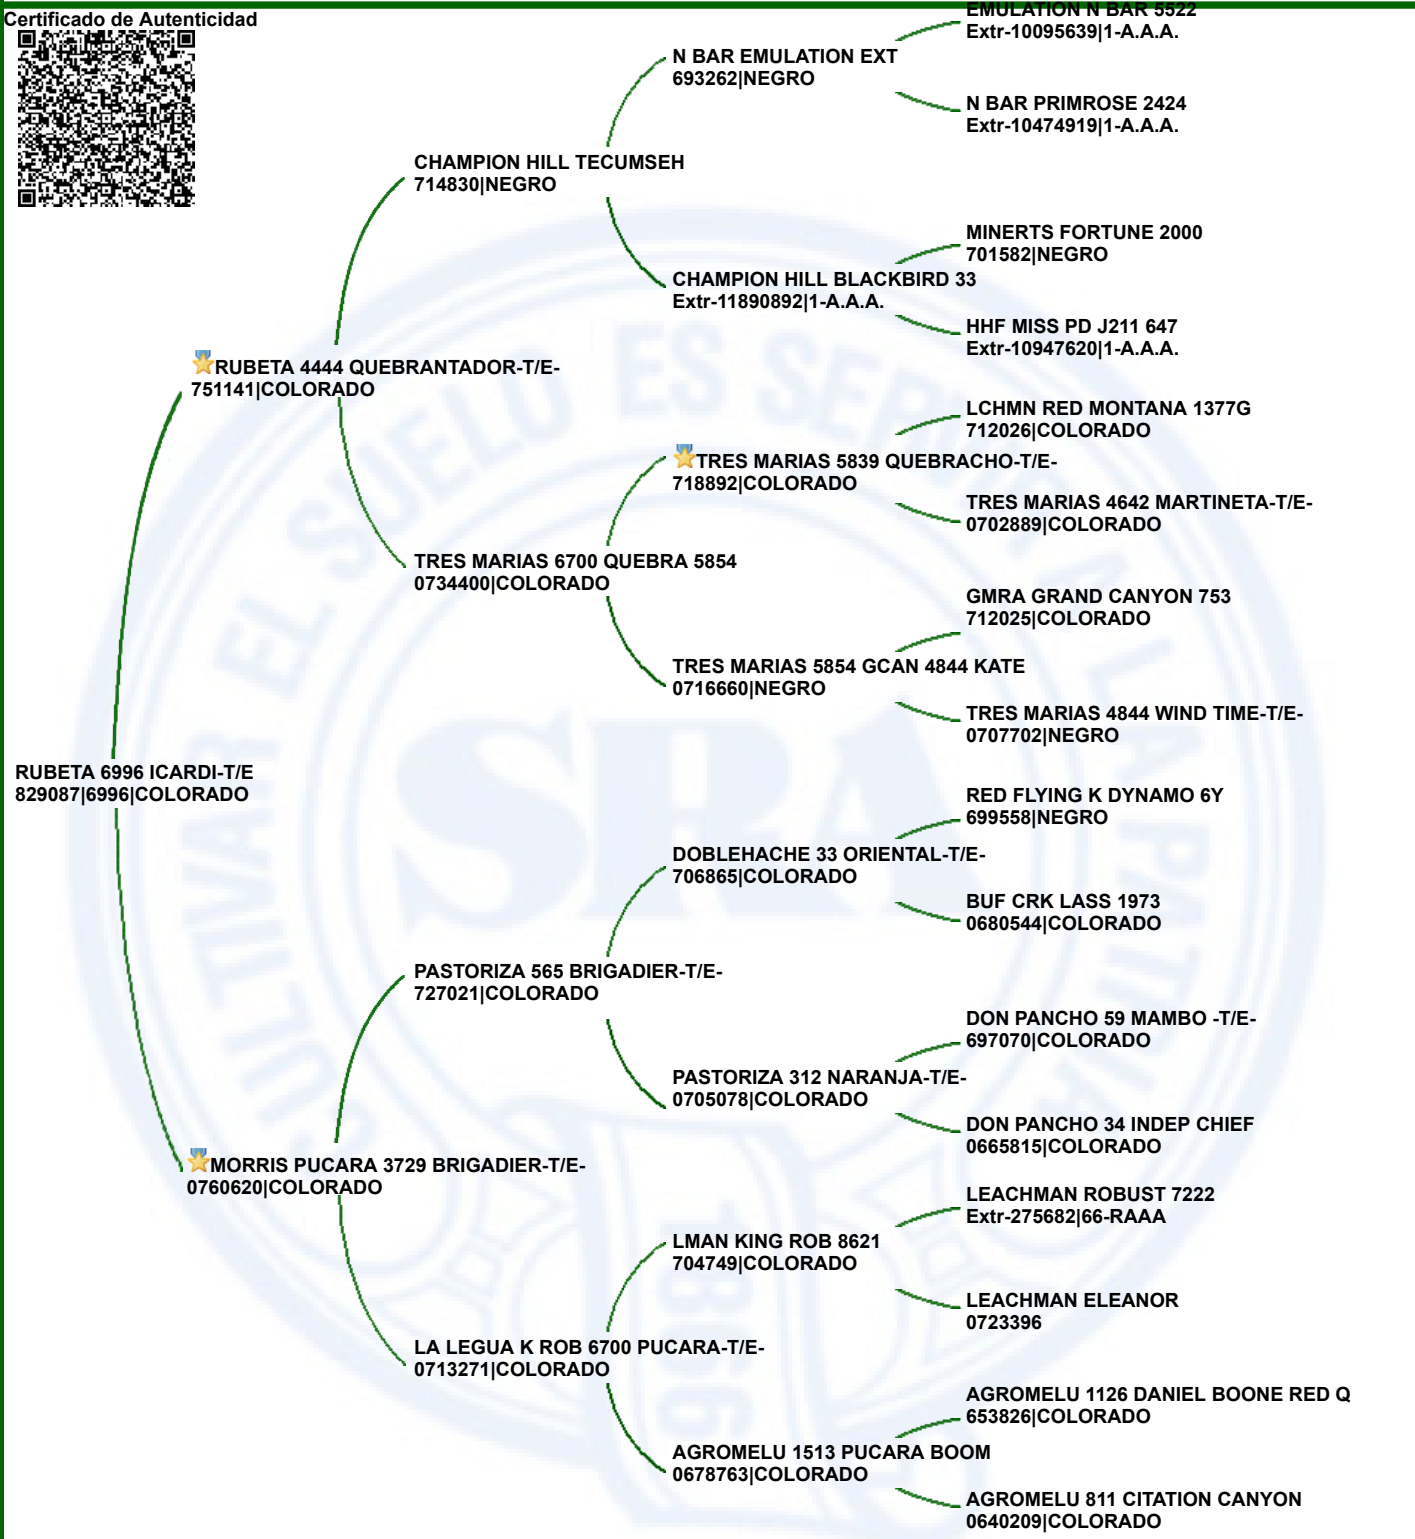 Certificado de Autenticidad
EMULATION N BAR 5522
Extr-10095639|1-A.A.A.
N BAR EMULATION EXT
693262|NEGRO
N BAR PRIMROSE 2424
Extr-10474919|1-A.A.A.
CHAMPION HILL TECUMSEH
714830|NEGRO
MINERTS FORTUNE 2000
701582|NEGRO
CHAMPION HILL BLACKBIRD 33
Extr-11890892|1-A.A.A.
HHF MISS PD J211 647
Extr-10947620|1-A.A.A.
RUBETA 4444 QUEBRANTADOR-T/E-
751141|COLORADO
LCHMN RED MONTANA 1377G
712026|COLORADO
TRES MARIAS 5839 QUEBRACHO-T/E-
718892|COLORADO
TRES MARIAS 4642 MARTINETA-T/E-
0702889|COLORADO
TRES MARIAS 6700 QUEBRA 5854
0734400|COLORADO
GMRA GRAND CANYON 753
712025|COLORADO
TRES MARIAS 5854 GCAN 4844 KATE
0716660|NEGRO
TRES MARIAS 4844 WIND TIME-T/E-
0707702|NEGRO
RUBETA 6996 ICARDI-T/E
829087|6996|COLORADO
RED FLYING K DYNAMO 6Y
699558|NEGRO
DOBLEHACHE 33 ORIENTAL-T/E-
706865|COLORADO
BUF CRK LASS 1973
0680544|COLORADO
PASTORIZA 565 BRIGADIER-T/E-
727021|COLORADO
DON PANCHO 59 MAMBO -T/E-
697070|COLORADO
PASTORIZA 312 NARANJA-T/E-
0705078|COLORADO
DON PANCHO 34 INDEP CHIEF
0665815|COLORADO
MORRIS PUCARA 3729 BRIGADIER-T/E-
0760620|COLORADO
LEACHMAN ROBUST 7222
Extr-275682|66-RAAA
LMAN KING ROB 8621
704749|COLORADO
LEACHMAN ELEANOR
0723396
LA LEGUA K ROB 6700 PUCARA-T/E-
0713271|COLORADO
AGROMELU 1126 DANIEL BOONE RED Q
653826|COLORADO
AGROMELU 1513 PUCARA BOOM
0678763|COLORADO
AGROMELU 811 CITATION CANYON
0640209|COLORADO
CULTIVAR EL SUELO ES SERVIR A LA PATRIA
SRA
1866